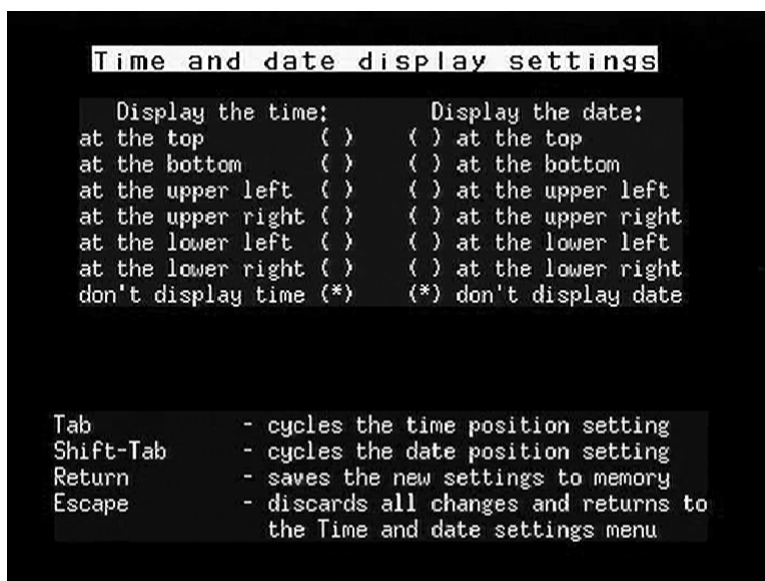 Time and date display settings
Display the time: Display the date:
at the top ( ) ( ) at the top
at the bottom ( ) ( ) at the bottom
at the upper left ( ) ( ) at the upper left
at the upper right ( ) ( ) at the upper right
at the lower left ( ) ( ) at the lower left
at the lower right ( ) ( ) at the lower right
don't display time (*) (*) don't display date
Tab - cycles the time position setting
Shift-Tab - cycles the date position setting
Return - saves the new settings to memory
Escape - discards all changes and returns to
the Time and date settings menu